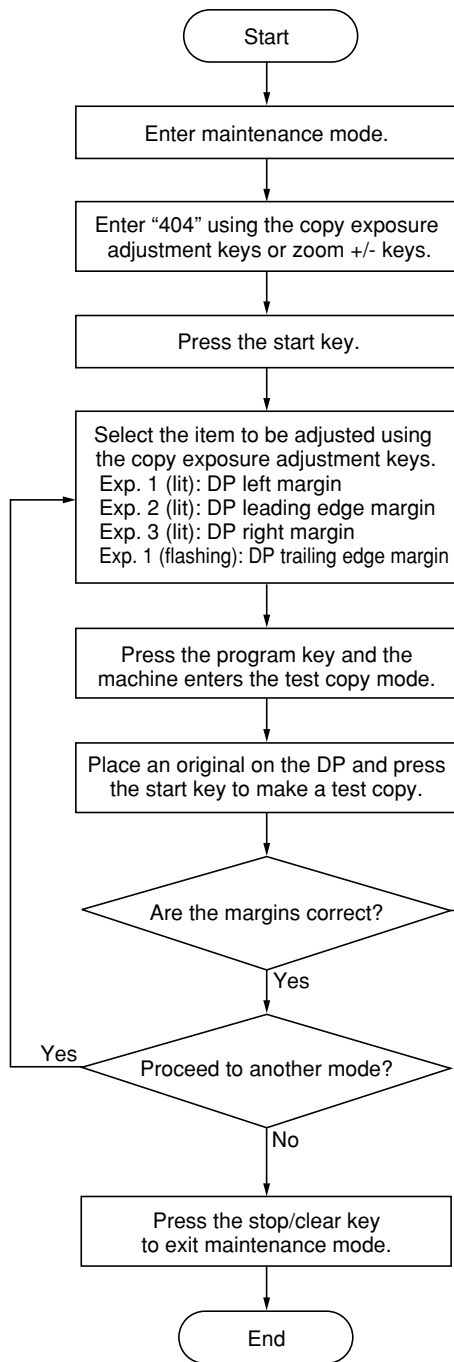 Start
Enter maintenance mode.
Enter “404” using the copy exposure
adjustment keys or zoom +/- keys.
Press the start key.
Select the item to be adjusted using
the copy exposure adjustment keys.
Exp. 1 (lit): DP left margin
Exp. 2 (lit): DP leading edge margin
Exp. 3 (lit): DP right margin
Exp. 1 (flashing): DP trailing edge margin
Press the program key and the
machine enters the test copy mode.
Place an original on the DP and press
the start key to make a test copy.
Are the margins correct?
Yes
Yes
Proceed to another mode?
No
Press the stop/clear key
to exit maintenance mode.
End